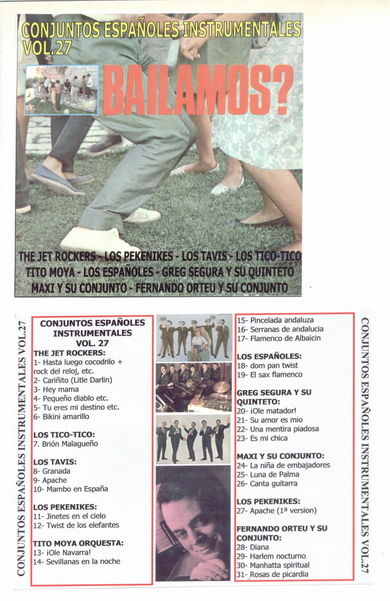 CONJUNTOS ESPAÑOLES INSTRUMENTALES
VOL.27
BAILAMOS?
THE JET ROCKERS - LOS PEKENIKES - LOS TAVIS - LOS TICO-TICO
TITO MOYA - LOS ESPAÑOLES - GREG SEGURA Y SU QUINTETO
MAXI Y SU CONJUNTO - FERNANDO ORTEU Y SU CONJUNTO
CONJUNTOS ESPAÑOLES INSTRUMENTALES VOL.27
CONJUNTOS ESPAÑOLES
INSTRUMENTALES
VOL. 27
THE JET ROCKERS:
1- Hasta luego cocodrilo +
rock del reloj, etc.
2- Cariñito (Litle Darlin)
3- Hey mama
4- Pequeño diablo etc.
5- Tu eres mi destino etc.
6- Bikini amarillo
LOS TICO-TICO:
7. Brión Malagueño
LOS TAVIS:
8- Granada
9- Apache
10- Mambo en España
LOS PEKENIKES:
11- Jinetes en el cielo
12- Twist de los elefantes
TITO MOYA ORQUESTA:
13- ¡Ole Navarra!
14- Sevillanas en la noche
15- Pincelada andaluza
16- Serranas de andalucia
17- Flamenco de Albaicin
LOS ESPAÑOLES:
18- dom pan twist
19- El sax flamenco
GREG SEGURA Y SU
QUINTETO:
20- ¡Ole matador!
21- Su amor es mio
22- Una mentira piadosa
23- Es mi chica
MAXI Y SU CONJUNTO:
24- La niña de embajadores
25- Luna de Palma
26- Canta guitarra
LOS PEKENIKES:
27- Apache (1ª version)
FERNANDO ORTEU Y SU
CONJUNTO:
28- Diana
29- Harlem nocturno
30- Manhatta spiritual
31- Rosas de picardia
CONJUNTOS ESPAÑOLES INSTRUMENTALES VOL.27